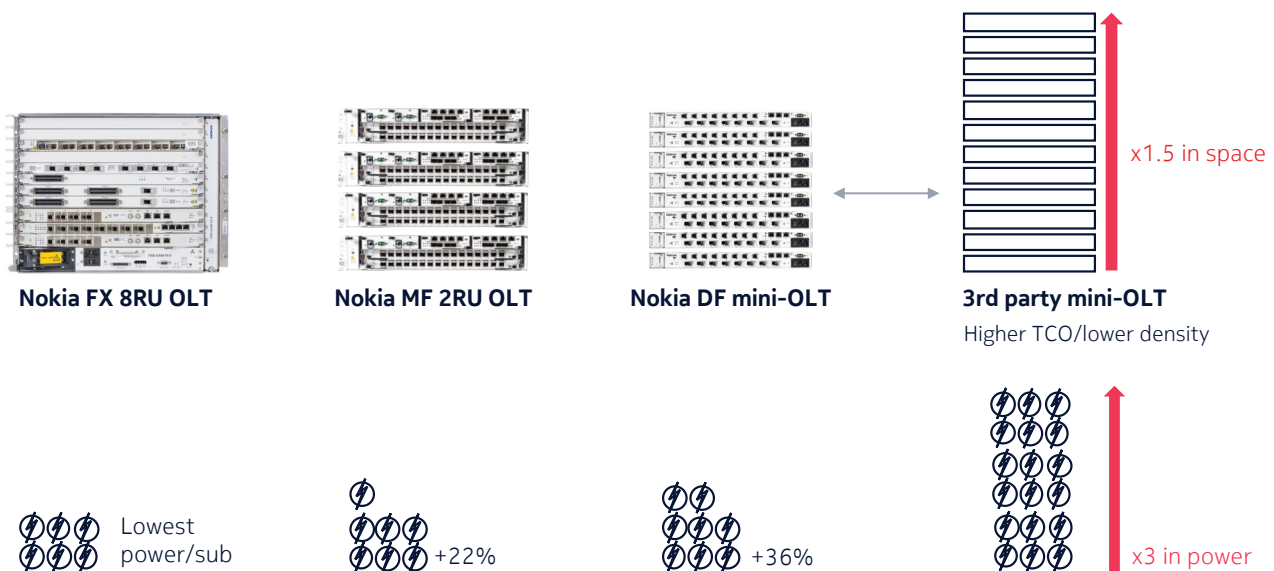 x1.5 in space
Nokia FX 8RU OLT
Nokia MF 2RU OLT
Nokia DF mini-OLT
3rd party mini-OLT
Higher TCO/lower density
Lowest
power/sub
+22%
+36%
x3 in power